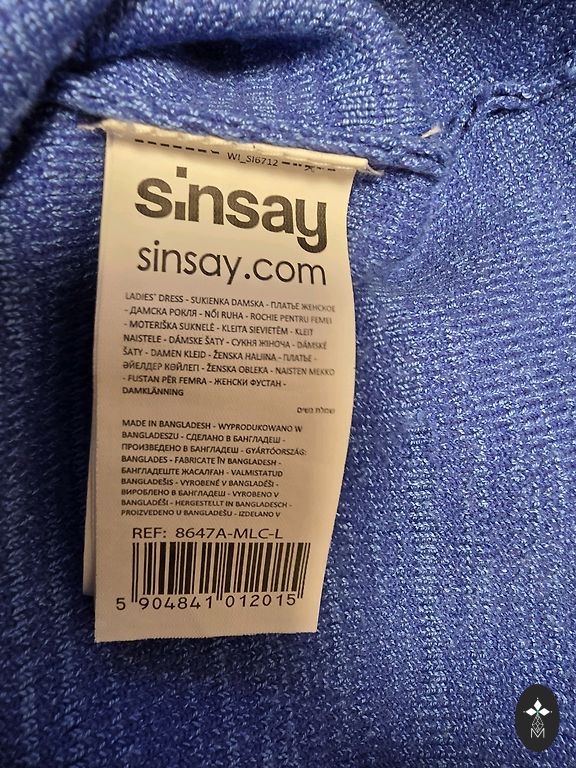 WI_SI6712
sinsay
sinsay.com
LADIES' DRESS - SUKIENKA DAMSKA - ПЛАТЬЕ ЖЕНСКОЕ
- ДАМСКА РОКЛЯ - NŐI RUHA - ROCHIE PENTRU FEMEI
- MOTERIŠKA SUKNELĖ - KLEITA SIEVIETĒM - KLEIT
NAISTELE - DÁMSKE ŠATY - СУКНЯ ЖІНОЧА - DÁMSKÉ
ŠATY - DAMEN KLEID - ŽENSKA HALJINA - ПЛАТЬЕ -
ӘЙЕЛДЕР КӨЙЛЕГІ - ŽENSKA OBLEKA - NAISTEN MEKKO
- FUSTAN PËR FEMRA - ЖЕНСКИ ФУСТАН -
DAMKLÄNNING
שמלת נשים
MADE IN BANGLADESH - WYPRODUKOWANO W
BANGLADESZU - СДЕЛАНО В БАНГЛАДЕШ -
ПРОИЗВЕДЕНО В БАНГЛАДЕШ - GYÁRTÓORSZÁG:
BANGLADES - FABRICATE ÎN BANGLADESH -
БАНГЛАДЕШТЕ ЖАСАЛҒАН - VALMISTATUD
BANGLADEŠIS - VYROBENÉ V BANGLADÉŠI -
ВИРОБЛЕНО В БАНГЛАДЕШ - VYROBENO V
BANGLADÉŠI - HERGESTELLT IN BANGLADESCH -
PROIZVEDENO U BANGLADEŠU - IZDELANO V
REF: 8647A-MLC-L
5 904841 012015
M